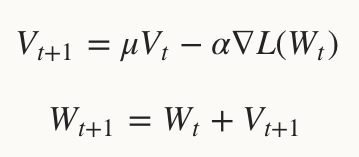 V_{t+1} = μV_t − α∇L(W_t)
W_{t+1} = W_t + V_{t+1}